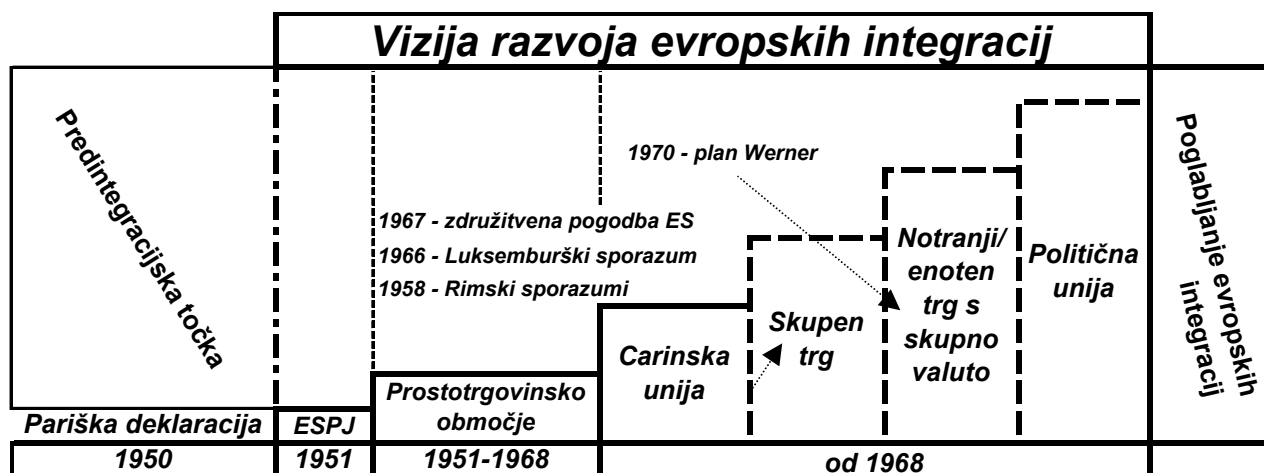 Vizija razvoja evropskih integracij
Predintegracijska točka
1970 - plan Werner
1967 - združitvena pogodba ES
1966 - Luksemburški sporazum
1958 - Rimski sporazumi
Pariška deklaracija
1950
ESPJ
1951
Prostotrgovinsko
območje
1951-1968
Carinska
unija
Skupen
trg
Notranji/
enoten
trg s
skupno
valuto
Politična
unija
od 1968
Poglabljanje evropskih
integracij